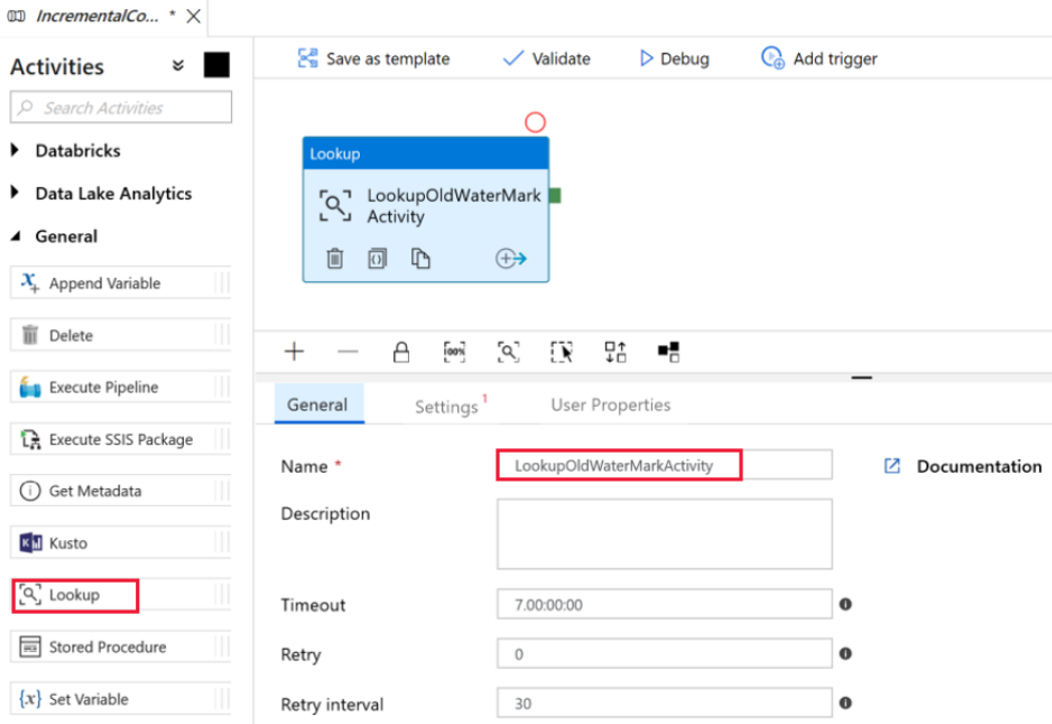 IncrementalCo... *
Activities
Save as template
Validate
Debug
Add trigger
Search Activities
Databricks
Data Lake Analytics
General
Append Variable
Delete
Execute Pipeline
Execute SSIS Package
Get Metadata
Kusto
Lookup
Stored Procedure
{x} Set Variable
Lookup
LookupOldWaterMark
Activity
100%
General
Settings 1
User Properties
Name *
LookupOldWaterMarkActivity
Documentation
Description
Timeout
7.00:00:00
Retry
0
Retry interval
30